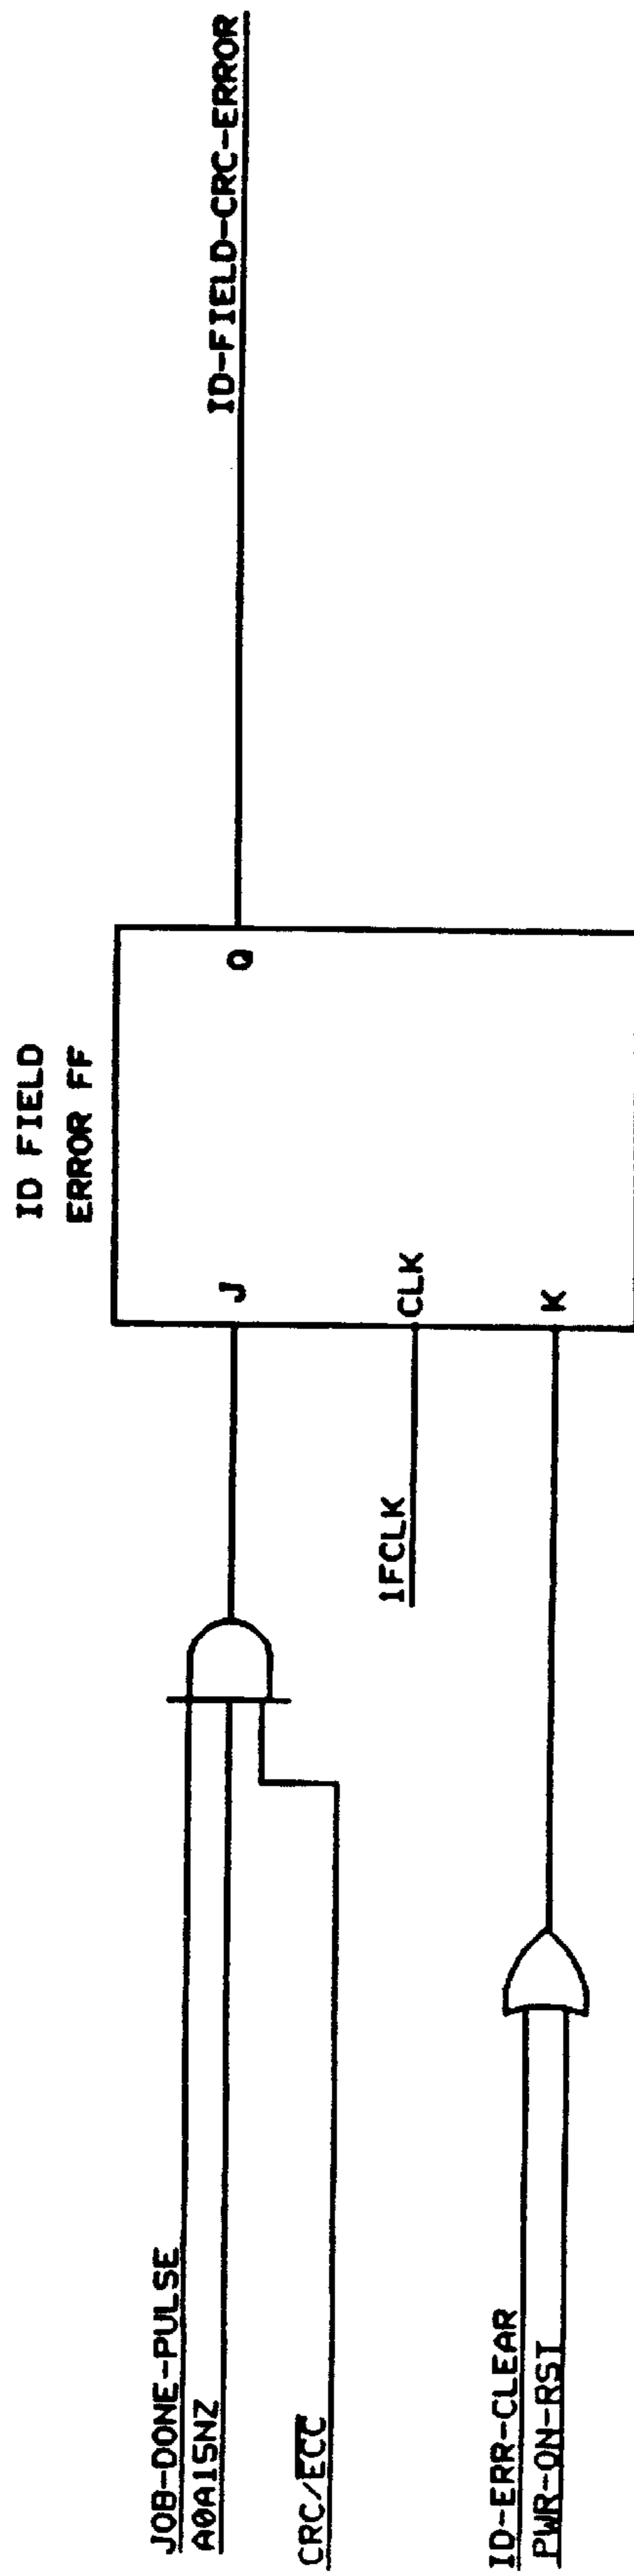 ID FIELD
ERROR FF
JOB-DONE-PULSE
A0A1SNZ
CRC/E̅C̅C̅
J
Q
ID-FIELD-CRC-ERROR
1FCLK
CLK
ID-ERR-CLEAR
PWR-ON-RST
K